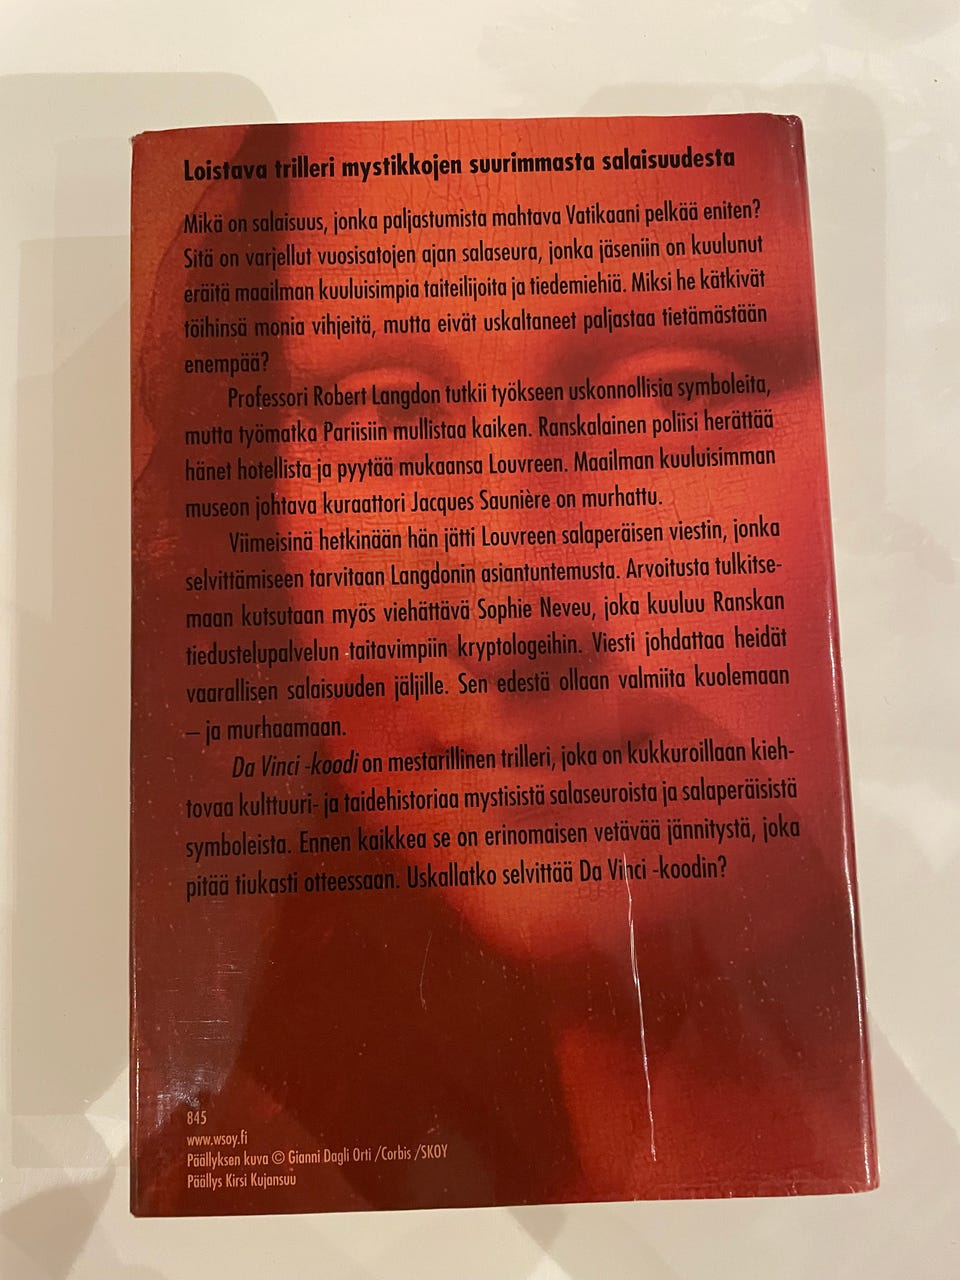 Loistava trilleri mystikkojen suurimmasta salaisuudesta
Mikä on salaisuus, jonka paljastumista mahtava Vatikaani pelkää eniten?
Sitä on varjellut vuosisatojen ajan salaseura, jonka jäseniin on kuulunut
eräitä maailman kuuluisimpia taiteilijoita ja tiedemiehiä. Miksi he kätkivät
töihinsä monia vihjeitä, mutta eivät uskaltaneet paljastaa tietämästään
enempää?
Professori Robert Langdon tutkii työkseen uskonnollisia symboleita,
mutta työmatka Pariisiin mullistaa kaiken. Ranskalainen poliisi herättää
hänet hotellista ja pyytää mukaansa Louvreen. Maailman kuuluisimman
museon johtava kuraattori Jacques Saunière on murhattu.
Viimeisinä hetkinään hän jätti Louvreen salaperäisen viestin, jonka
selvittämiseen tarvitaan Langdonin asiantuntemusta. Arvoitusta tulkitse-
maan kutsutaan myös viehättävä Sophie Neveu, joka kuuluu Ranskan
tiedustelupalvelun taitavimpiin kryptologeihin. Viesti johdattaa heidät
vaarallisen salaisuuden jäljille. Sen edestä ollaan valmiita kuolemaan
– ja murhaamaan.
Da Vinci -koodi on mestarillinen trilleri, joka on kukkuroillaan kieh-
tovaa kulttuuri- ja taidehistoriaa mystisistä salaseuroista ja salaperäisistä
symboleista. Ennen kaikkea se on erinomaisen vetävää jännitystä, joka
pitää tiukasti otteessaan. Uskallatko selvittää Da Vinci -koodin?
845
www.wsoy.fi
Päällyksen kuva © Gianni Dagli Orti /Corbis /SKOY
Päällys Kirsi Kujansuu